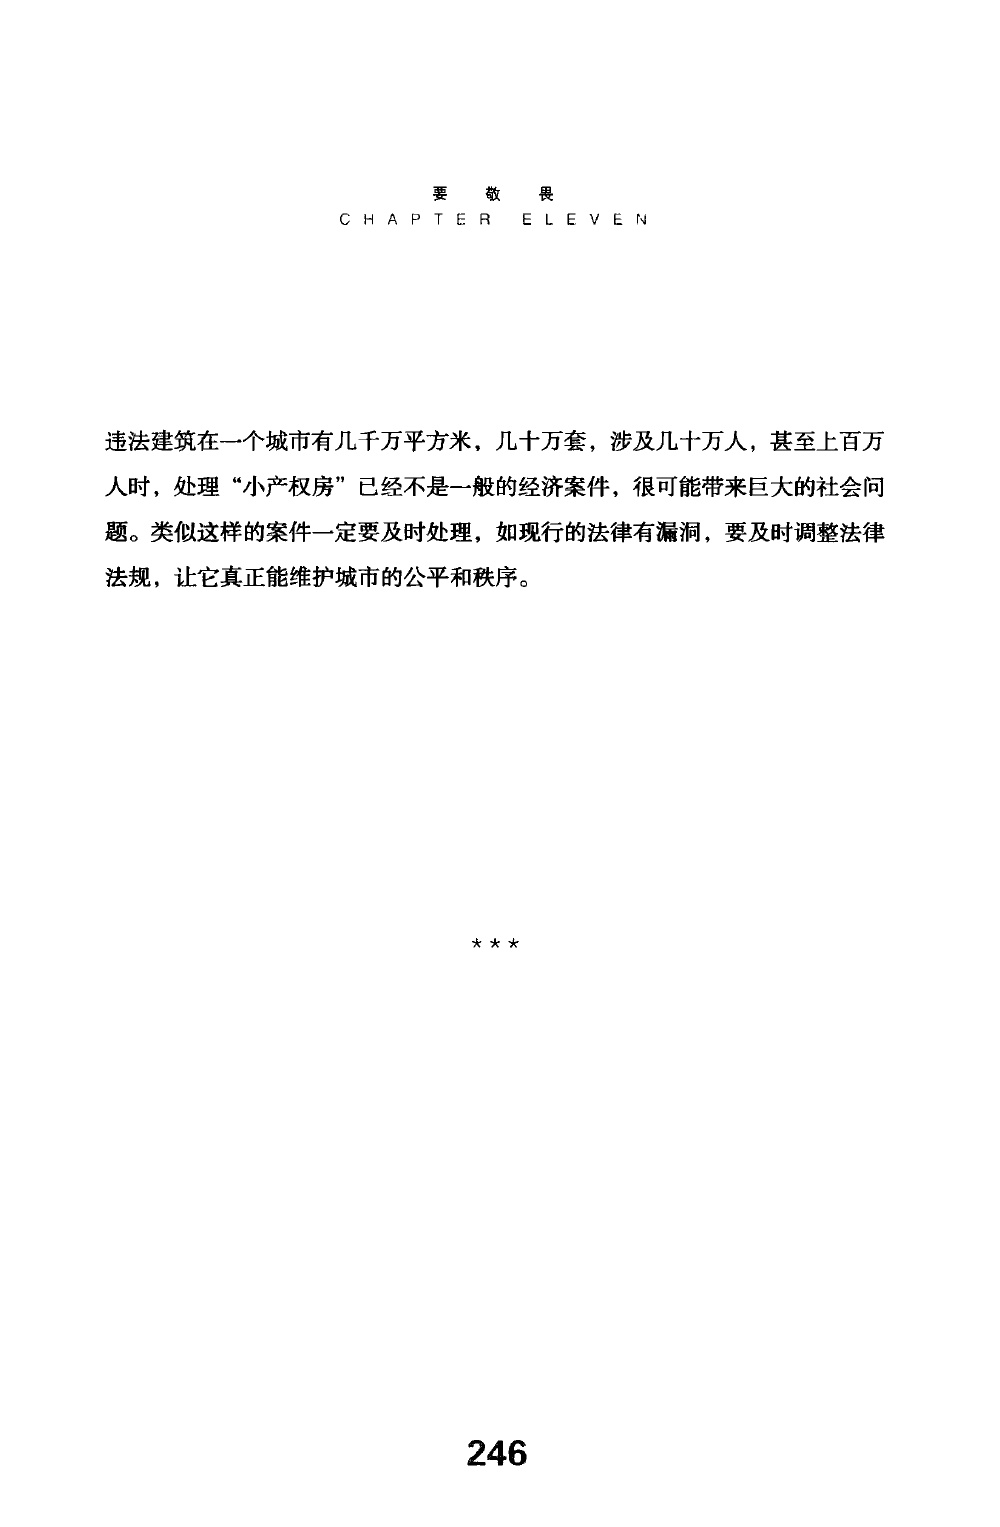 要 敬 畏
CHAPTER ELEVEN
违法建筑在一个城市有几千万平方米，几十万套，涉及几十万人，甚至上百万
人时，处理“小产权房”已经不是一般的经济案件，很可能带来巨大的社会问
题。类似这样的案件一定要及时处理，如现行的法律有漏洞，要及时调整法律
法规，让它真正能维护城市的公平和秩序。
***
246